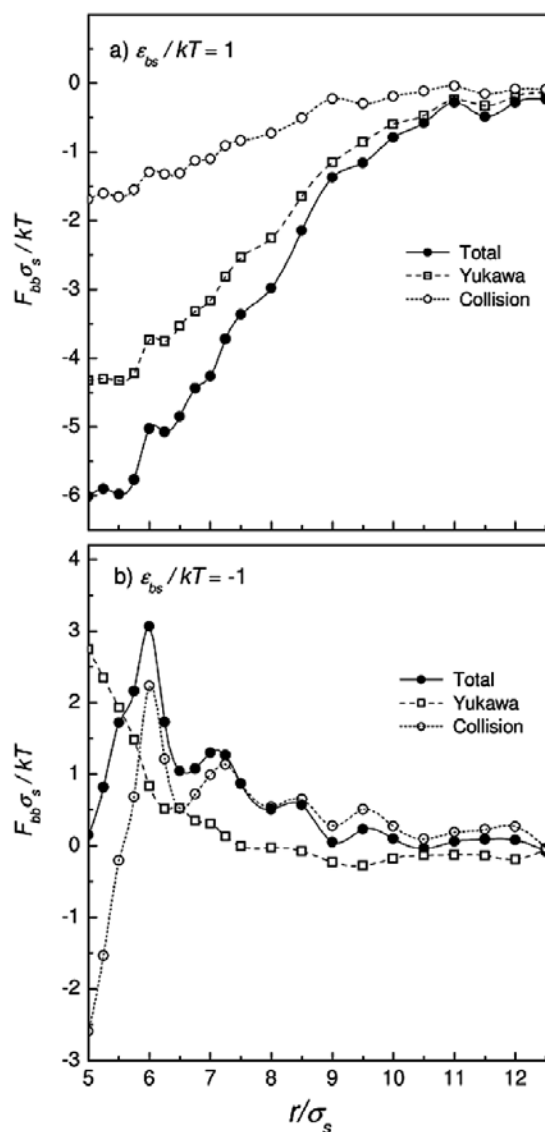 a) ε_bs / kT = 1
F_bb σ_s / kT
0
-1
-2
-3
-4
-5
-6
Total
Yukawa
Collision
b) ε_bs / kT = -1
F_bb σ_s / kT
4
3
2
1
0
-1
-2
-3
Total
Yukawa
Collision
5 6 7 8 9 10 11 12
r/σ_s